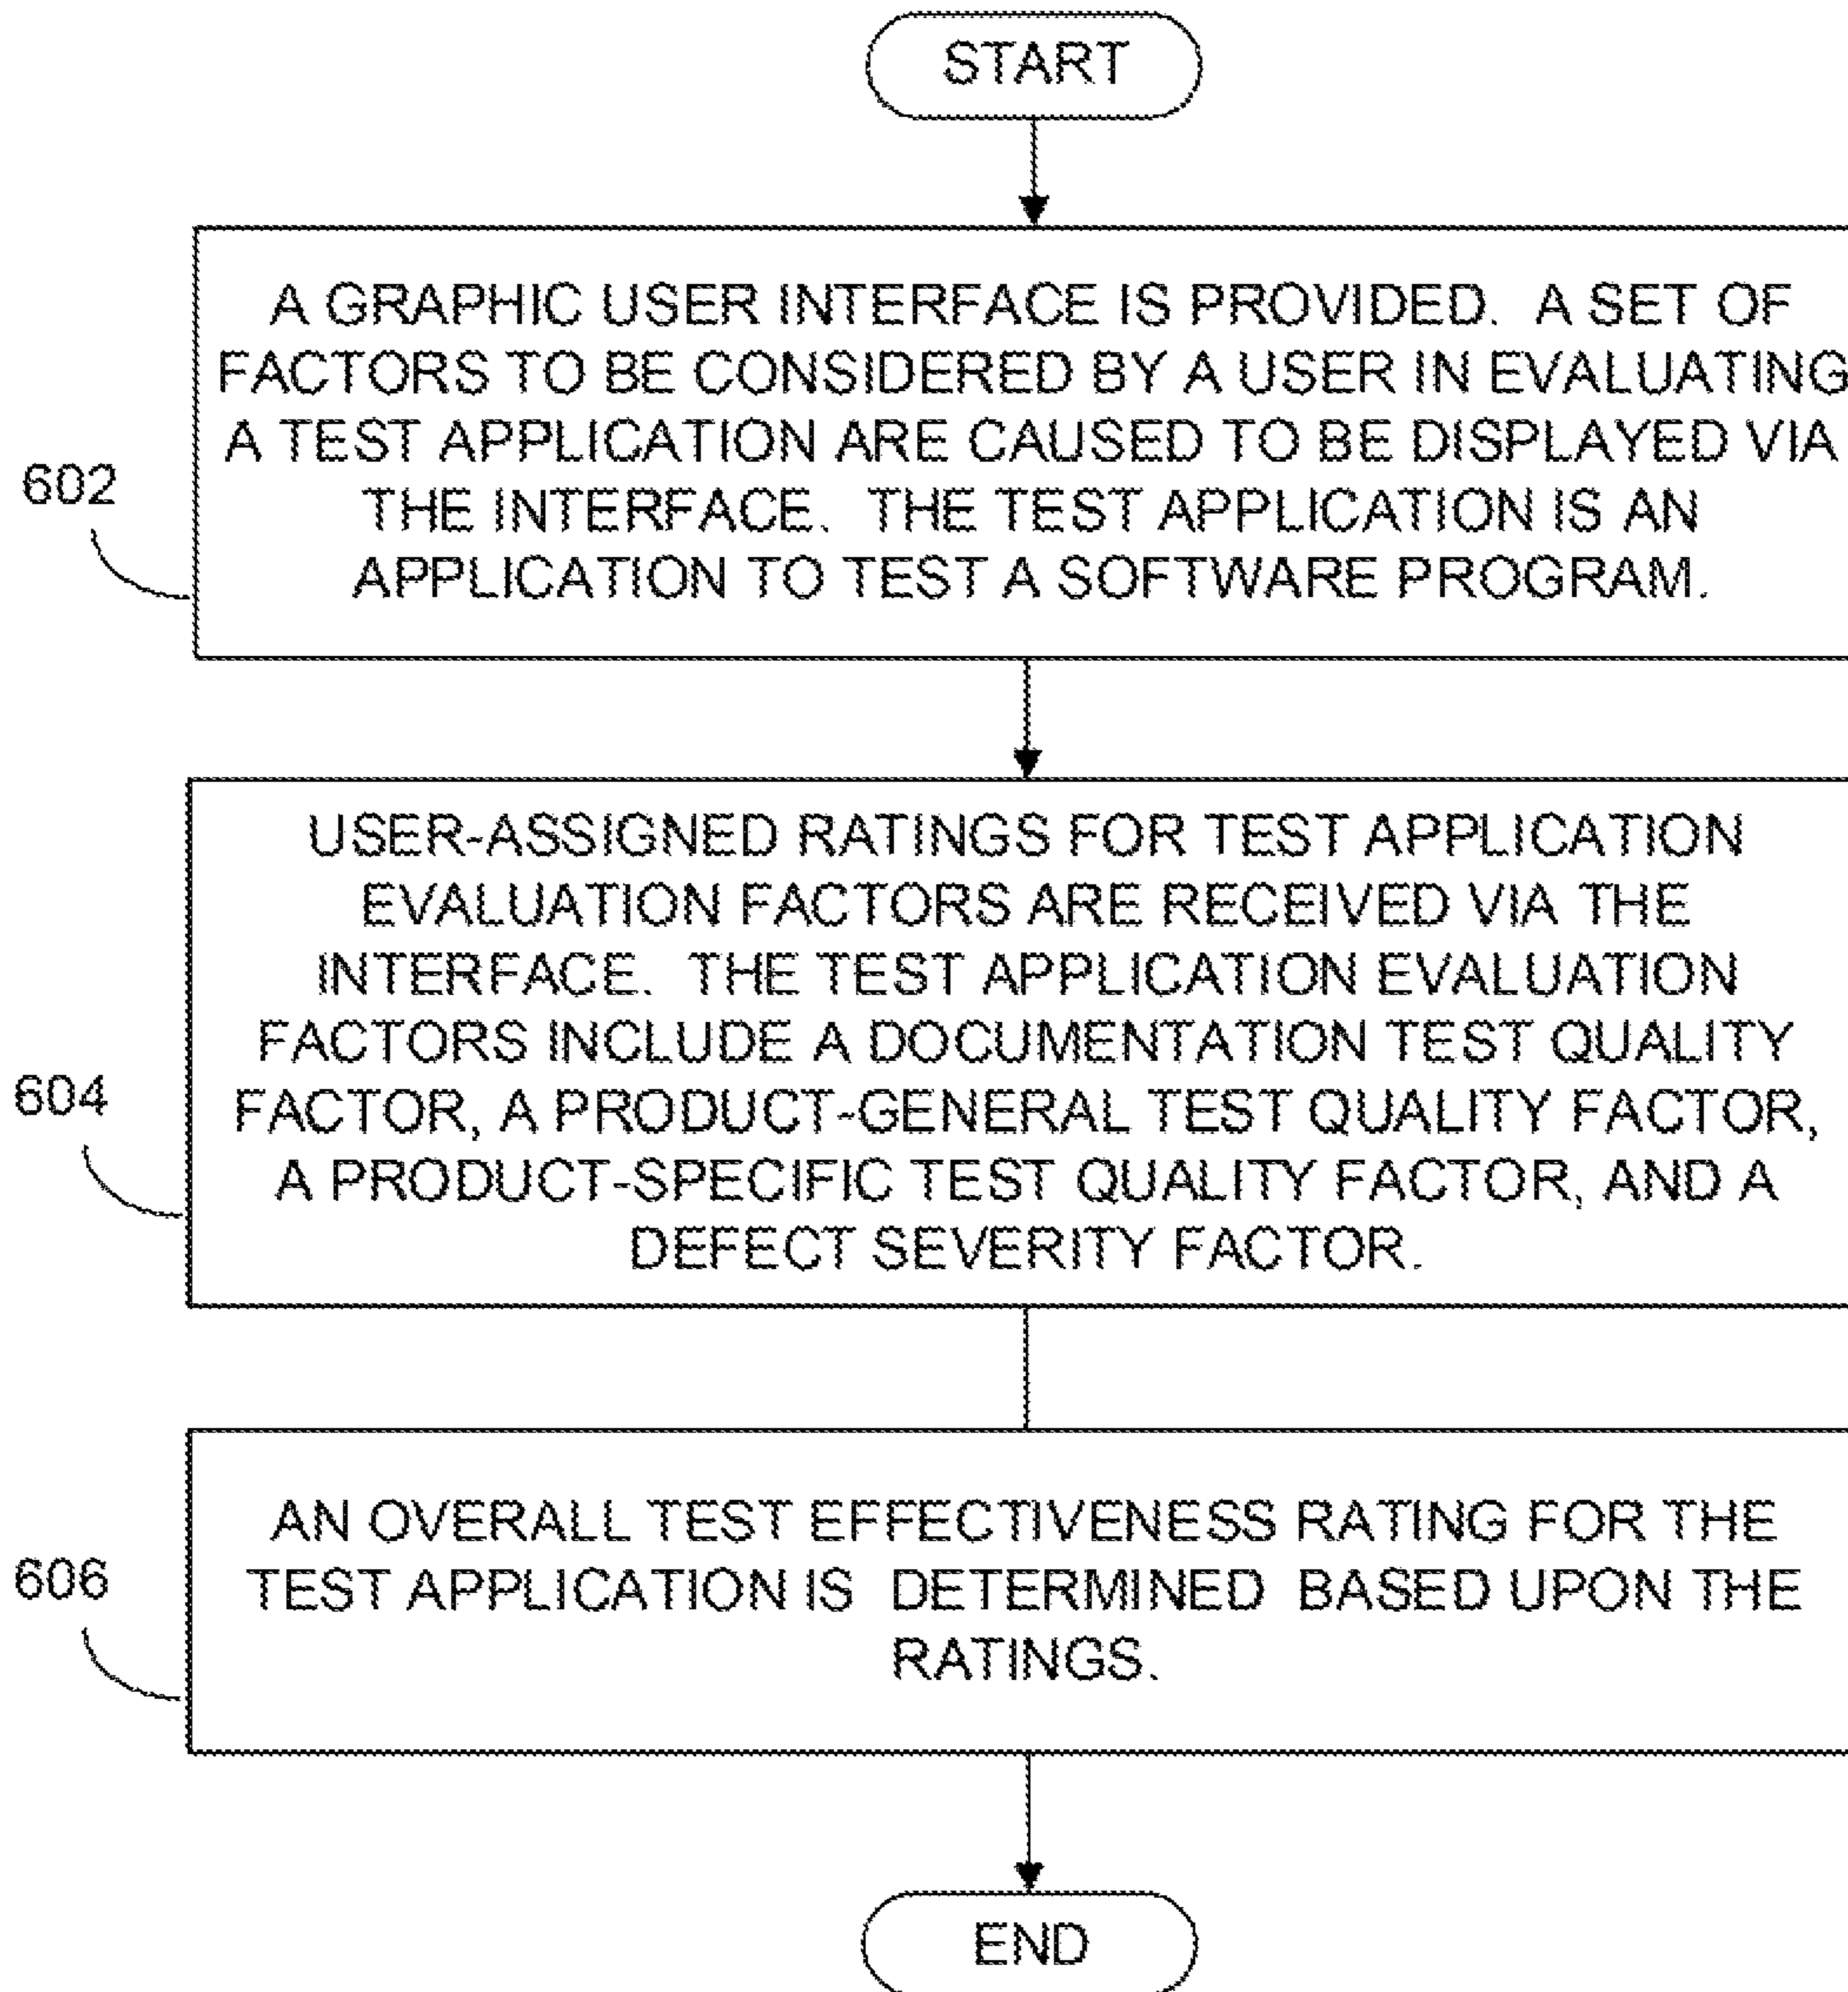 START
A GRAPHIC USER INTERFACE IS PROVIDED. A SET OF
FACTORS TO BE CONSIDERED BY A USER IN EVALUATING
A TEST APPLICATION ARE CAUSED TO BE DISPLAYED VIA
THE INTERFACE. THE TEST APPLICATION IS AN
APPLICATION TO TEST A SOFTWARE PROGRAM.
602
USER-ASSIGNED RATINGS FOR TEST APPLICATION
EVALUATION FACTORS ARE RECEIVED VIA THE
INTERFACE. THE TEST APPLICATION EVALUATION
FACTORS INCLUDE A DOCUMENTATION TEST QUALITY
FACTOR, A PRODUCT-GENERAL TEST QUALITY FACTOR,
A PRODUCT-SPECIFIC TEST QUALITY FACTOR, AND A
DEFECT SEVERITY FACTOR.
604
AN OVERALL TEST EFFECTIVENESS RATING FOR THE
TEST APPLICATION IS DETERMINED BASED UPON THE
RATINGS.
606
END